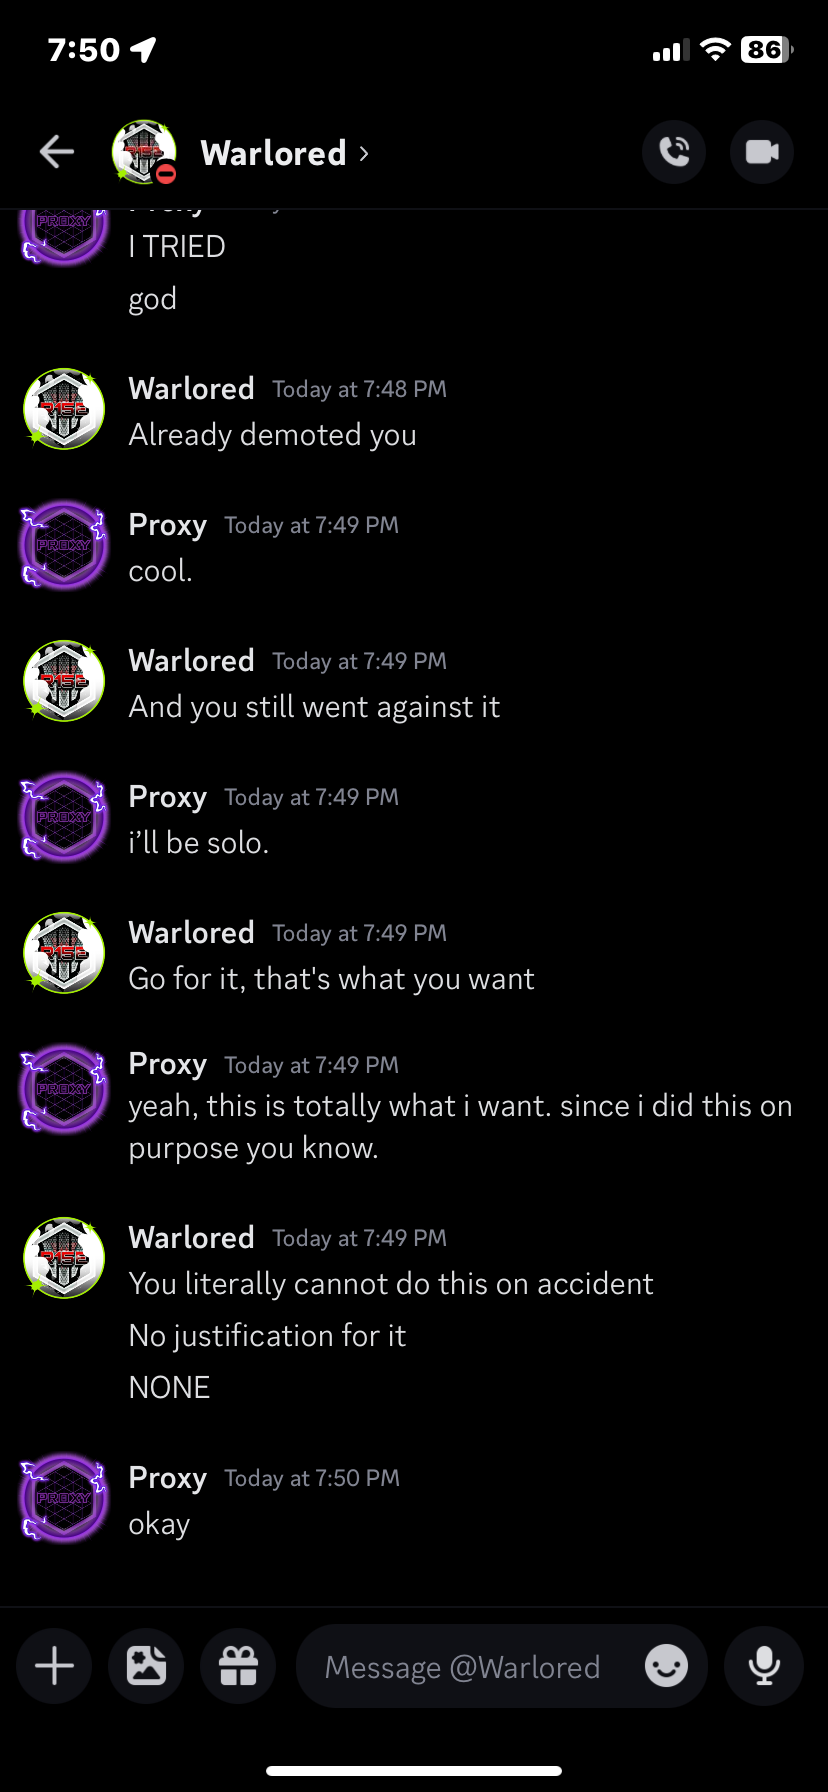 7:50
86
Warlored
I TRIED
god
Warlored Today at 7:48 PM
Already demoted you
PROXY
Proxy Today at 7:49 PM
cool.
Warlored Today at 7:49 PM
And you still went against it
PROXY
Proxy Today at 7:49 PM
i’ll be solo.
Warlored Today at 7:49 PM
Go for it, that's what you want
PROXY
Proxy Today at 7:49 PM
yeah, this is totally what i want. since i did this on
purpose you know.
Warlored Today at 7:49 PM
You literally cannot do this on accident
No justification for it
NONE
PROXY
Proxy Today at 7:50 PM
okay
Message @Warlored